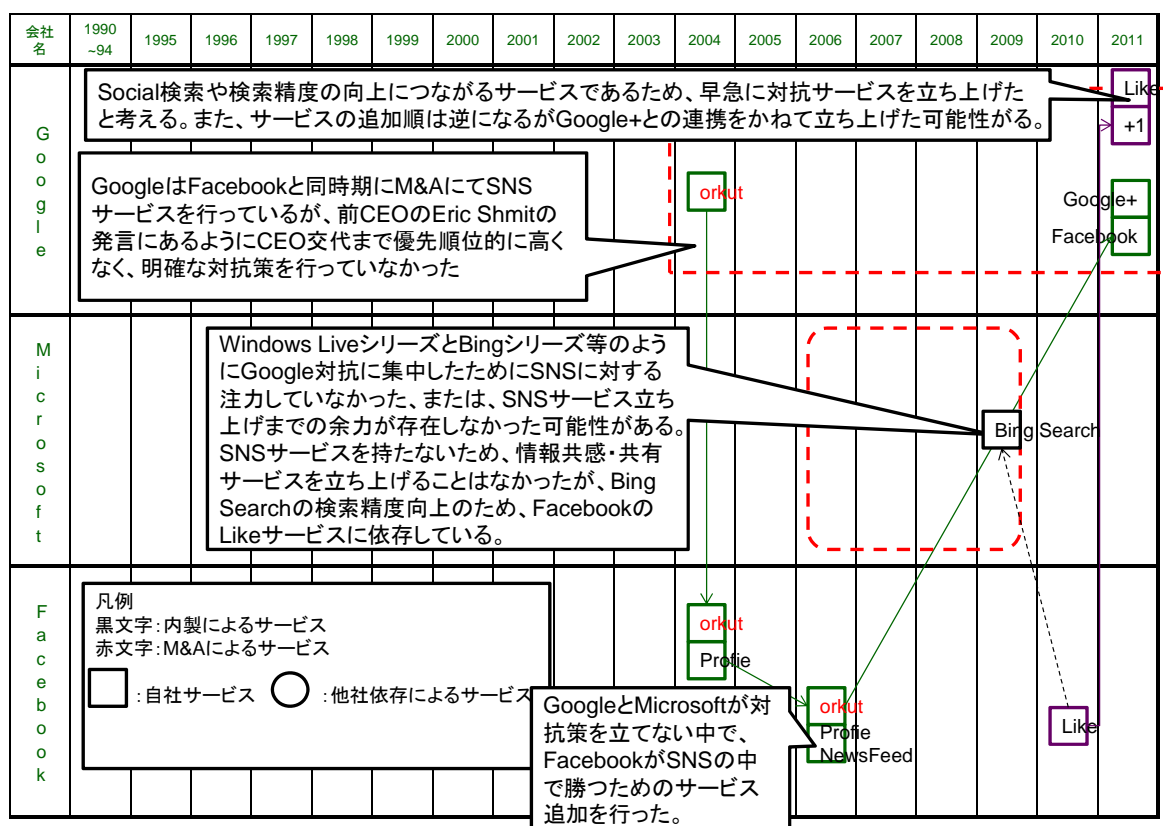 会社名 1990~94 1995 1996 1997 1998 1999 2000 2001 2002 2003 2004 2005 2006 2007 2008 2009 2010 2011
Google
Social検索や検索精度の向上につながるサービスであるため、早急に対抗サービスを立ち上げた
と考える。また、サービスの追加順は逆になるがGoogle+との連携をかねて立ち上げた可能性がる。
Like
+1
GoogleはFacebookと同時期にM&AにてSNS
サービスを行っているが、前CEOのEric Shmitの
発言にあるようにCEO交代まで優先順位的に高く
なく、明確な対抗策を行っていなかった
orkut
Google+
Facebook
Microsoft
Windows LiveシリーズとBingシリーズ等のよう
にGoogle対抗に集中したためにSNSに対する
注力していなかった、または、SNSサービス立ち
上げまでの余力が存在しなかった可能性がある。
SNSサービスを持たないため、情報共感・共有
サービスを立ち上げることはなかったが、Bing
Searchの検索精度向上のため、Facebookの
Likeサービスに依存している。
Bing Search
Facebook
凡例
黒文字：内製によるサービス
赤文字：M&Aによるサービス
：自社サービス ：他社依存によるサービス
orkut
Profie
orkut
Profie
NewsFeed
Like
GoogleとMicrosoftが対
抗策を立てない中で、
FacebookがSNSの中
で勝つためのサービス
追加を行った。